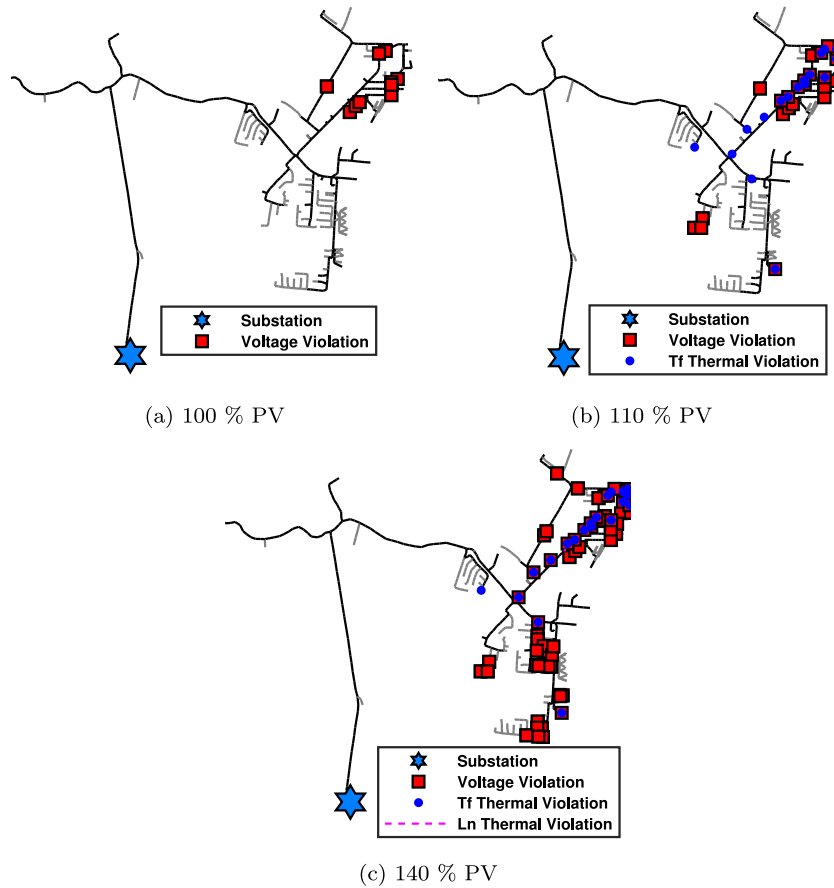 Substation
Voltage Violation
(a) 100 % PV
Substation
Voltage Violation
Tf Thermal Violation
(b) 110 % PV
Substation
Voltage Violation
Tf Thermal Violation
Ln Thermal Violation
(c) 140 % PV